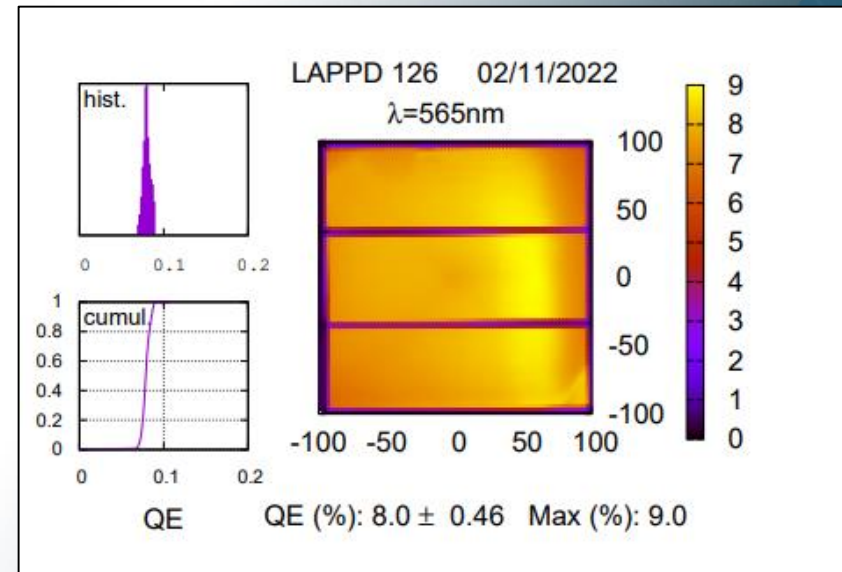 LAPPD 126 02/11/2022
λ=565nm
hist.
0 0.1 0.2
cumul.
1
0.8
0.6
0.4
0.2
0
0 0.1 0.2
QE
100
50
0
-50
-100
-100 -50 0 50 100
9
8
7
6
5
4
3
2
1
0
QE (%): 8.0 ± 0.46 Max (%): 9.0